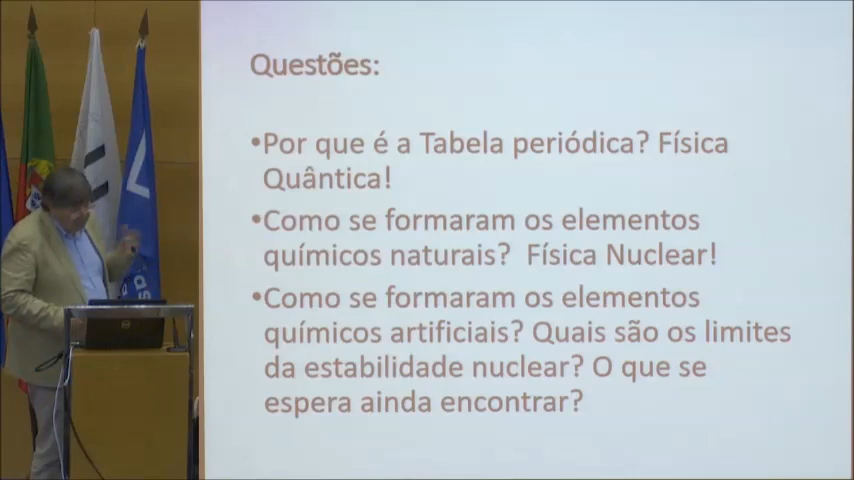 Questões:
•Por que é a Tabela periódica? Física
Quântica!
•Como se formaram os elementos
químicos naturais?  Física Nuclear!
•Como se formaram os elementos
químicos artificiais? Quais são os limites
da estabilidade nuclear? O que se
espera ainda encontrar?